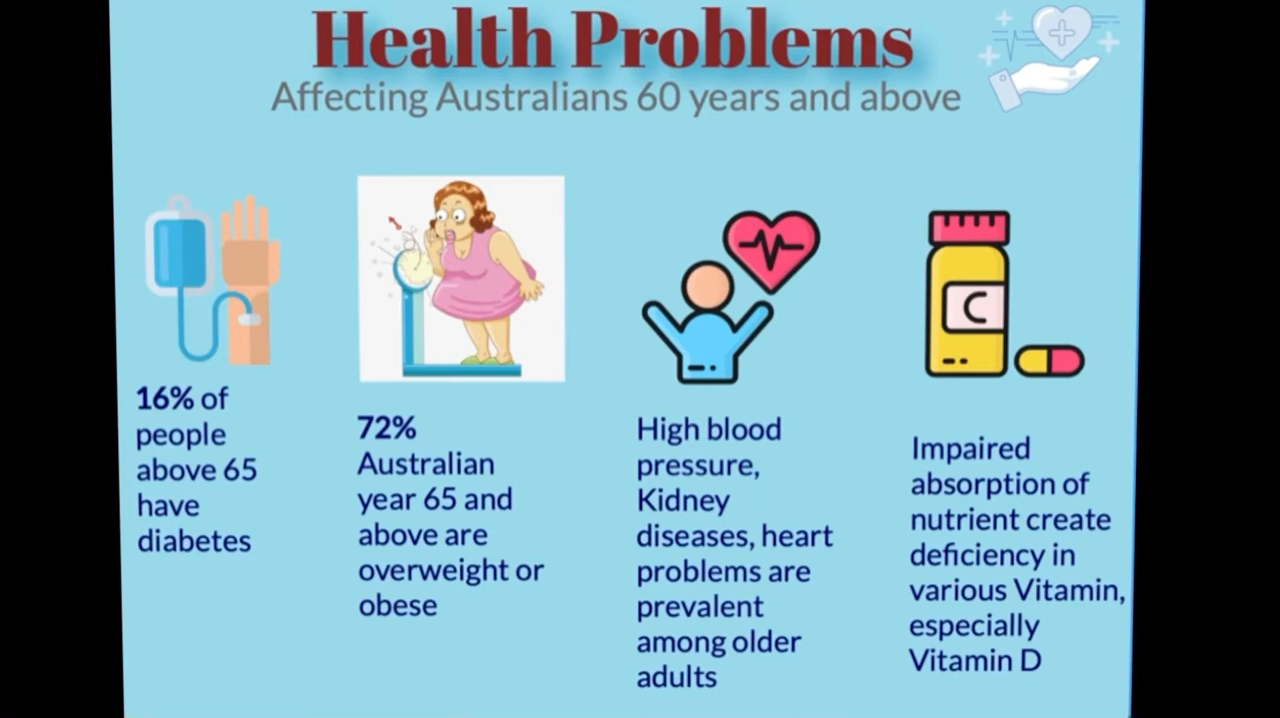 Health Problems
Affecting Australians 60 years and above
16% of
people
above 65
have
diabetes
72%
Australian
year 65 and
above are
overweight or
obese
High blood
pressure,
Kidney
diseases, heart
problems are
prevalent
among older
adults
C
Impaired
absorption of
nutrient create
deficiency in
various Vitamin,
especially
Vitamin D